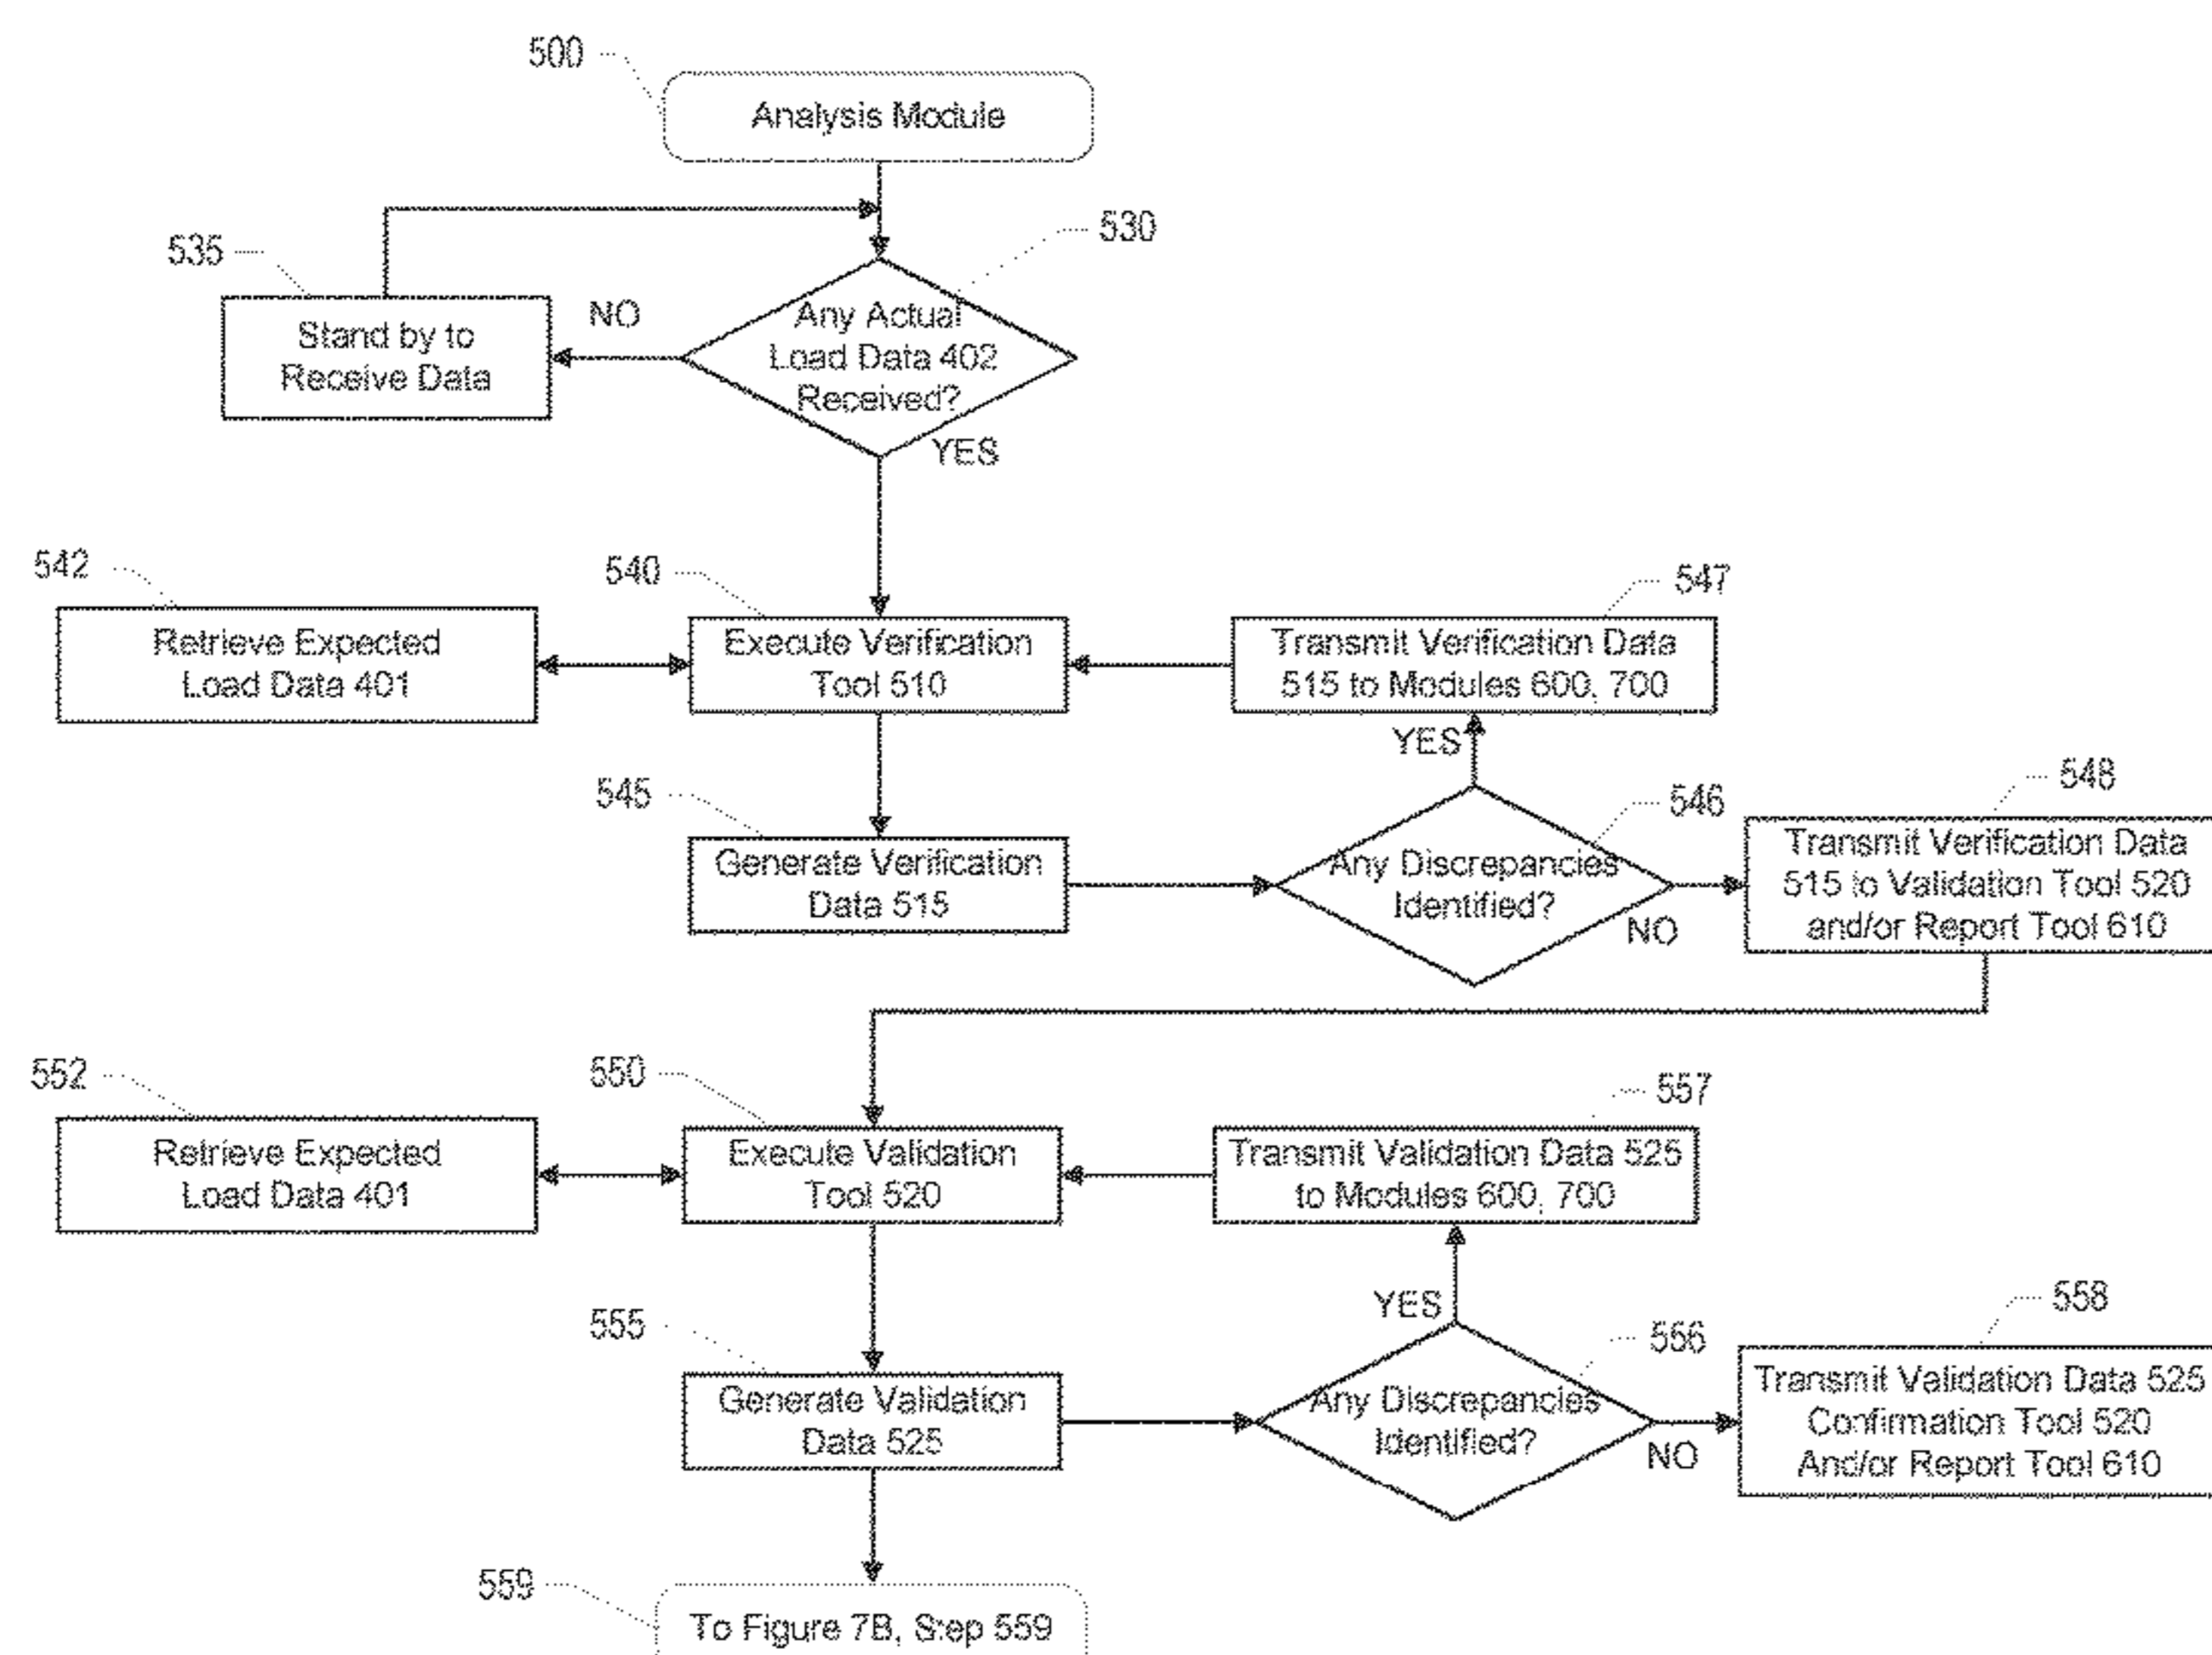 500
Analysis Module
530
535
NO
Any Actual
Load Data 402
Received?
Stand by to
Receive Data
YES
542
540
547
Retrieve Expected
Load Data 401
Execute Verification
Tool 510
Transmit Verification Data
515 to Modules 600, 700
YES
548
545
546
Generate Verification
Data 515
Any Discrepancies
Identified?
NO
Transmit Verification Data
515 to Validation Tool 520
and/or Report Tool 610
552
550
557
Retrieve Expected
Load Data 401
Execute Validation
Tool 520
Transmit Validation Data 525
to Modules 600, 700
YES
558
555
556
Generate Validation
Data 525
Any Discrepancies
Identified?
NO
Transmit Validation Data 525
Confirmation Tool 520
And/or Report Tool 610
559
To Figure 7B, Step 559